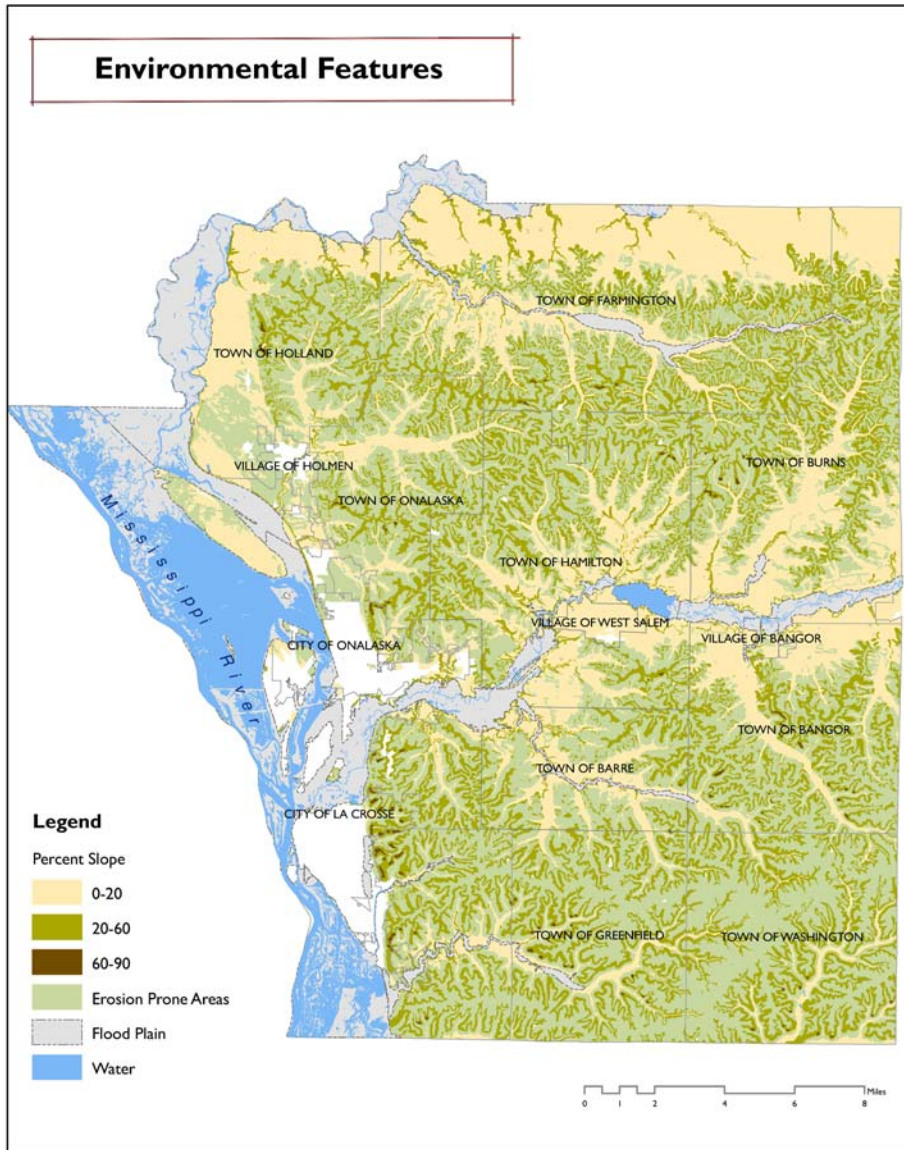 Environmental Features
TOWN OF FARMINGTON
TOWN OF HOLLAND
VILLAGE OF HOLMEN
TOWN OF BURNS
TOWN OF ONALASKA
Mississippi River
TOWN OF HAMILTON
VILLAGE OF WEST SALEM
CITY OF ONALASKA
VILLAGE OF BANGOR
TOWN OF BANGOR
TOWN OF BARRE
CITY OF LA CROSSE
TOWN OF GREENFIELD
TOWN OF WASHINGTON
Legend
Percent Slope
0-20
20-60
60-90
Erosion Prone Areas
Flood Plain
Water
Miles
0 1 2 4 6 8